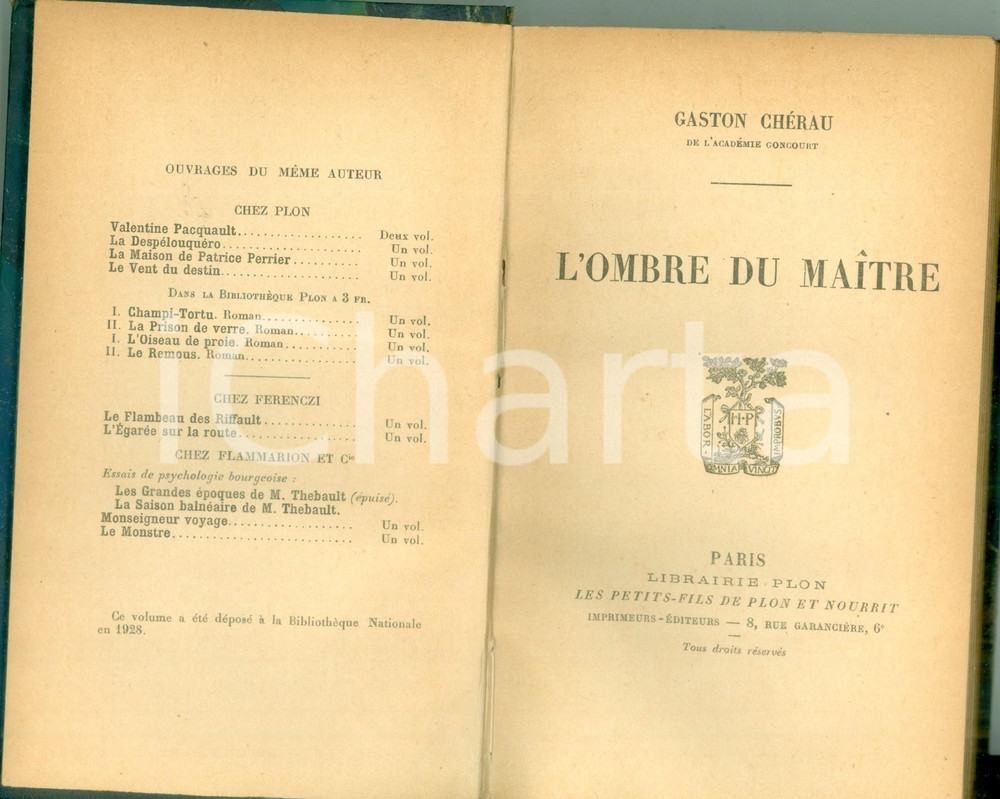 OUVRAGES DU MÊME AUTEUR
CHEZ PLON
Valentine Pacquault.................. Deux vol.
La Despélouquéro.................... Un vol.
La Maison de Patrice Perrier.......... Un vol.
Le Vent du destin.................... Un vol.
DANS LA BIBLIOTHÈQUE PLON A 3 FR.
I. Champi-Tortu. Roman.............. Un vol.
II. La Prison de verre. Roman.......... Un vol.
I. L'Oiseau de proie. Roman........... Un vol.
II. Le Remous. Roman................ Un vol.
CHEZ FERENCZI
Le Flambeau des Riffault.............. Un vol.
L'Égarée sur la route.................. Un vol.
CHEZ FLAMMARION ET Cie
Essais de psychologie bourgeoise :
Les Grandes époques de M. Thebault (épuisé).
La Saison balnéaire de M. Thebault.
Monseigneur voyage.................. Un vol.
Le Monstre.......................... Un vol.
Ce volume a été déposé à la Bibliothèque Nationale
en 1928.
GASTON CHÉRAU
DE L'ACADÉMIE GONCOURT
L'OMBRE DU MAÎTRE
LABOR
H·P
IMPROBVS
OMNIA VINCIT
PARIS
LIBRAIRIE PLON
LES PETITS-FILS DE PLON ET NOURRIT
IMPRIMEURS-ÉDITEURS — 8, RUE GARANCIÈRE, 6e
Tous droits réservés
iCharta